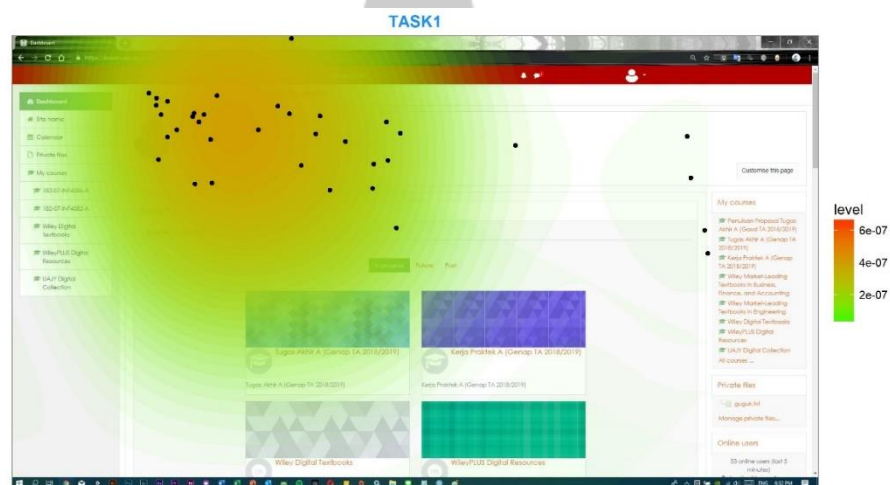 TASK1
Dashboard
Dashboard
Site home
Calendar
Private files
My courses
Wiley Digital
Textbooks
WileyPLUS Digital
Resources
UAJY Digital
Collection
Customise this page
Future Past
Tugas Akhir A (Genap TA 2018/2019)
Kerja Praktek A (Genap TA 2018/2019)
Tugas Akhir A (Genap TA 2018/2019)
Kerja Praktek A (Genap TA 2018/2019)
Wiley Digital Textbooks
WileyPLUS Digital Resources
My courses
Penulisan Proposal Tugas
Akhir A (Gasal TA 2018/2019)
Tugas Akhir A (Genap TA
2018/2019)
Kerja Praktek A (Genap
TA 2018/2019)
Wiley Market-Leading
Textbooks in Business,
Finance, and Accounting
Wiley Market-Leading
Textbooks in Engineering
Wiley Digital Textbooks
WileyPLUS Digital
Resources
UAJY Digital Collection
All courses ...
Private files
Manage private files...
Online users
(last 5
minutes)
ENG
level
6e-07
4e-07
2e-07